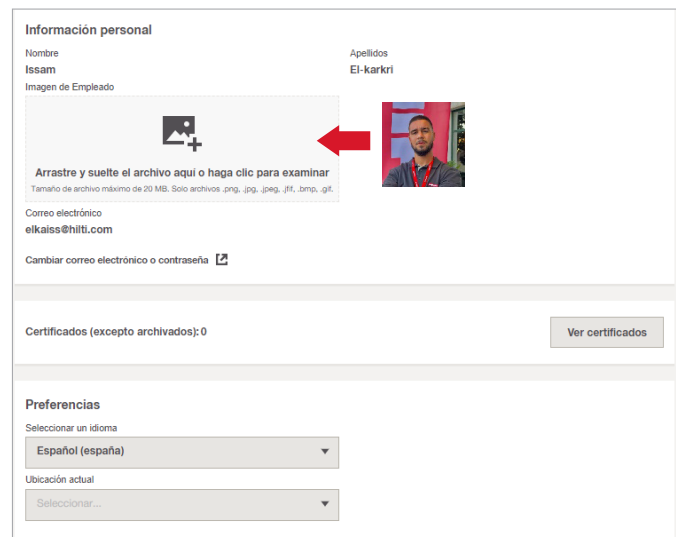 Información personal
Nombre
Apellidos
Issam
El-karkri
Imagen de Empleado
Arrastre y suelte el archivo aquí o haga clic para examinar
Tamaño de archivo máximo de 20 MB. Solo archivos .png, .jpg, .jpeg, .jfif, .bmp, .gif.
Correo electrónico
elkaiss@hilti.com
Cambiar correo electrónico o contraseña
Certificados (excepto archivados): 0
Ver certificados
Preferencias
Seleccionar un idioma
Español (españa)
Ubicación actual
Seleccionar...